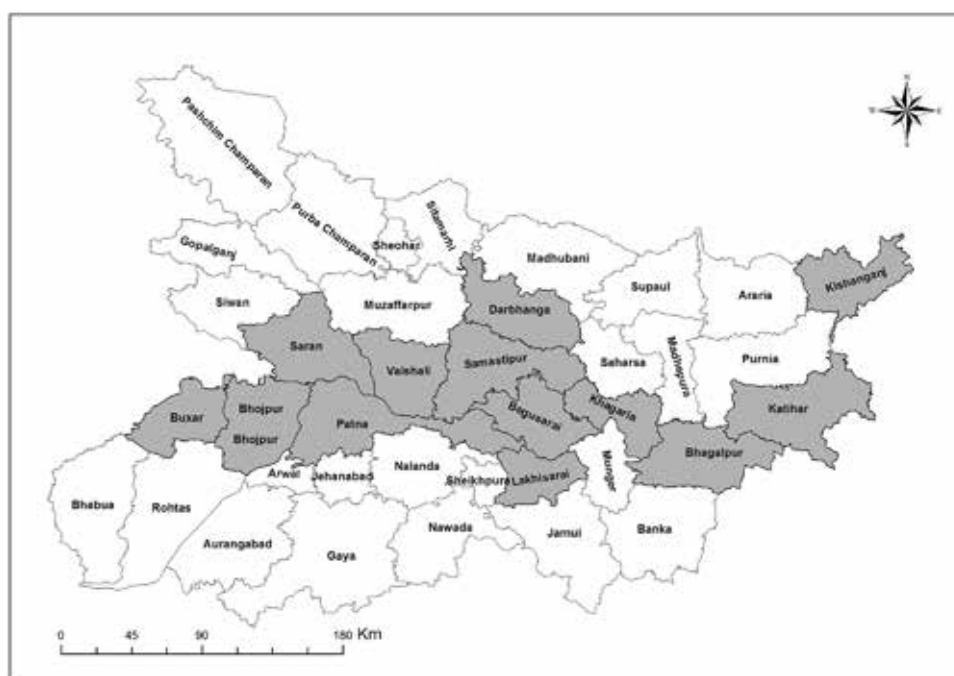 N
W
E
S
Pashchim Champaran
Purba Champaran
Sheohar
Sitamarhi
Gopalganj
Madhubani
Kishanganj
Siwan
Muzaffarpur
Darbhanga
Supaul
Araria
Saran
Vaishali
Samastipur
Saharsa
Madhepura
Purnia
Buxar
Bhojpur
Patna
Begusarai
Khagaria
Katihar
Bhojpur
Bhagalpur
Arwal
Jehanabad
Nalanda
Sheikhpura
Lakhisarai
Munger
Bhabua
Rohtas
Aurangabad
Gaya
Nawada
Jamui
Banka
0 45 90 180 Km